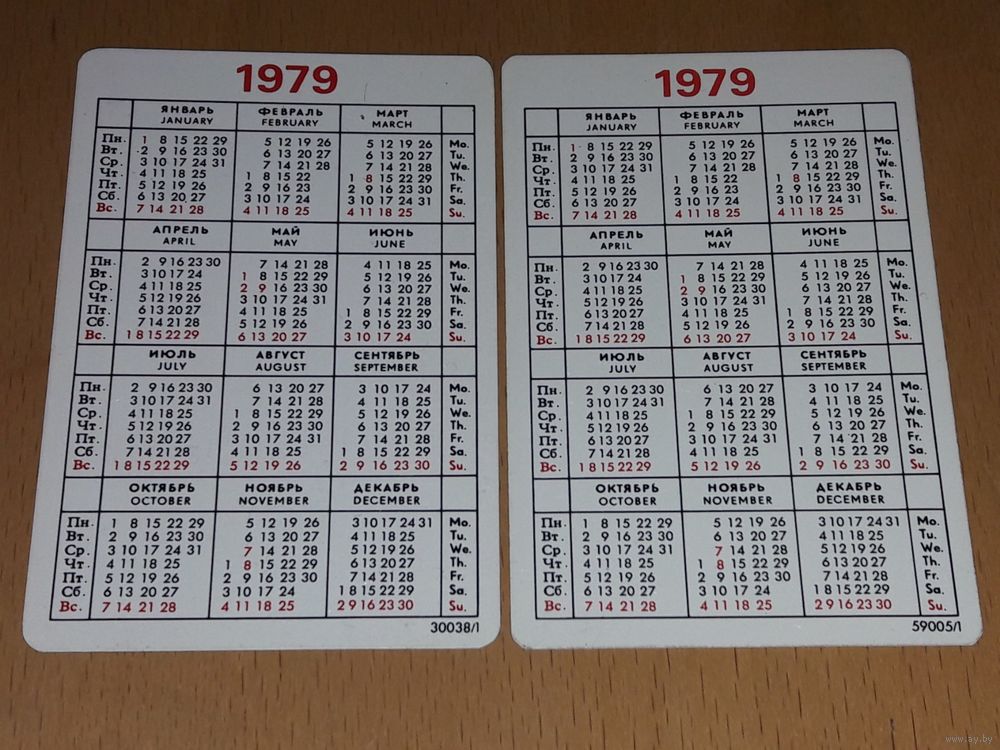 1979
ЯНВАРЬ ФЕВРАЛЬ МАРТ
JANUARY FEBRUARY MARCH
Пн. 1 8 15 22 29 5 12 19 26 5 12 19 26 Mo.
Вт. 2 9 16 23 30 6 13 20 27 6 13 20 27 Tu.
Ср. 3 10 17 24 31 7 14 21 28 7 14 21 28 We.
Чт. 4 11 18 25 1 8 15 22 1 8 15 22 29 Th.
Пт. 5 12 19 26 2 9 16 23 2 9 16 23 30 Fr.
Сб. 6 13 20 27 3 10 17 24 3 10 17 24 31 Sa.
Вс. 7 14 21 28 4 11 18 25 4 11 18 25 Su.
АПРЕЛЬ МАЙ ИЮНЬ
APRIL MAY JUNE
Пн. 2 9 16 23 30 7 14 21 28 4 11 18 25 Mo.
Вт. 3 10 17 24 1 8 15 22 29 5 12 19 26 Tu.
Ср. 4 11 18 25 2 9 16 23 30 6 13 20 27 We.
Чт. 5 12 19 26 3 10 17 24 31 7 14 21 28 Th.
Пт. 6 13 20 27 4 11 18 25 1 8 15 22 29 Fr.
Сб. 7 14 21 28 5 12 19 26 2 9 16 23 30 Sa.
Вс. 1 8 15 22 29 6 13 20 27 3 10 17 24 Su.
ИЮЛЬ АВГУСТ СЕНТЯБРЬ
JULY AUGUST SEPTEMBER
Пн. 2 9 16 23 30 6 13 20 27 3 10 17 24 Mo.
Вт. 3 10 17 24 31 7 14 21 28 4 11 18 25 Tu.
Ср. 4 11 18 25 1 8 15 22 29 5 12 19 26 We.
Чт. 5 12 19 26 2 9 16 23 30 6 13 20 27 Th.
Пт. 6 13 20 27 3 10 17 24 31 7 14 21 28 Fr.
Сб. 7 14 21 28 4 11 18 25 1 8 15 22 29 Sa.
Вс. 1 8 15 22 29 5 12 19 26 2 9 16 23 30 Su.
ОКТЯБРЬ НОЯБРЬ ДЕКАБРЬ
OCTOBER NOVEMBER DECEMBER
Пн. 1 8 15 22 29 5 12 19 26 3 10 17 24 31 Mo.
Вт. 2 9 16 23 30 6 13 20 27 4 11 18 25 Tu.
Ср. 3 10 17 24 31 7 14 21 28 5 12 19 26 We.
Чт. 4 11 18 25 1 8 15 22 29 6 13 20 27 Th.
Пт. 5 12 19 26 2 9 16 23 30 7 14 21 28 Fr.
Сб. 6 13 20 27 3 10 17 24 1 8 15 22 29 Sa.
Вс. 7 14 21 28 4 11 18 25 2 9 16 23 30 Su.
30038/1
1979
ЯНВАРЬ ФЕВРАЛЬ МАРТ
JANUARY FEBRUARY MARCH
Пн. 1 8 15 22 29 5 12 19 26 5 12 19 26 Mo.
Вт. 2 9 16 23 30 6 13 20 27 6 13 20 27 Tu.
Ср. 3 10 17 24 31 7 14 21 28 7 14 21 28 We.
Чт. 4 11 18 25 1 8 15 22 1 8 15 22 29 Th.
Пт. 5 12 19 26 2 9 16 23 2 9 16 23 30 Fr.
Сб. 6 13 20 27 3 10 17 24 3 10 17 24 31 Sa.
Вс. 7 14 21 28 4 11 18 25 4 11 18 25 Su.
АПРЕЛЬ МАЙ ИЮНЬ
APRIL MAY JUNE
Пн. 2 9 16 23 30 7 14 21 28 4 11 18 25 Mo.
Вт. 3 10 17 24 1 8 15 22 29 5 12 19 26 Tu.
Ср. 4 11 18 25 2 9 16 23 30 6 13 20 27 We.
Чт. 5 12 19 26 3 10 17 24 31 7 14 21 28 Th.
Пт. 6 13 20 27 4 11 18 25 1 8 15 22 29 Fr.
Сб. 7 14 21 28 5 12 19 26 2 9 16 23 30 Sa.
Вс. 1 8 15 22 29 6 13 20 27 3 10 17 24 Su.
ИЮЛЬ АВГУСТ СЕНТЯБРЬ
JULY AUGUST SEPTEMBER
Пн. 2 9 16 23 30 6 13 20 27 3 10 17 24 Mo.
Вт. 3 10 17 24 31 7 14 21 28 4 11 18 25 Tu.
Ср. 4 11 18 25 1 8 15 22 29 5 12 19 26 We.
Чт. 5 12 19 26 2 9 16 23 30 6 13 20 27 Th.
Пт. 6 13 20 27 3 10 17 24 31 7 14 21 28 Fr.
Сб. 7 14 21 28 4 11 18 25 1 8 15 22 29 Sa.
Вс. 1 8 15 22 29 5 12 19 26 2 9 16 23 30 Su.
ОКТЯБРЬ НОЯБРЬ ДЕКАБРЬ
OCTOBER NOVEMBER DECEMBER
Пн. 1 8 15 22 29 5 12 19 26 3 10 17 24 31 Mo.
Вт. 2 9 16 23 30 6 13 20 27 4 11 18 25 Tu.
Ср. 3 10 17 24 31 7 14 21 28 5 12 19 26 We.
Чт. 4 11 18 25 1 8 15 22 29 6 13 20 27 Th.
Пт. 5 12 19 26 2 9 16 23 30 7 14 21 28 Fr.
Сб. 6 13 20 27 3 10 17 24 1 8 15 22 29 Sa.
Вс. 7 14 21 28 4 11 18 25 2 9 16 23 30 Su.
59005/1
www.ay.by